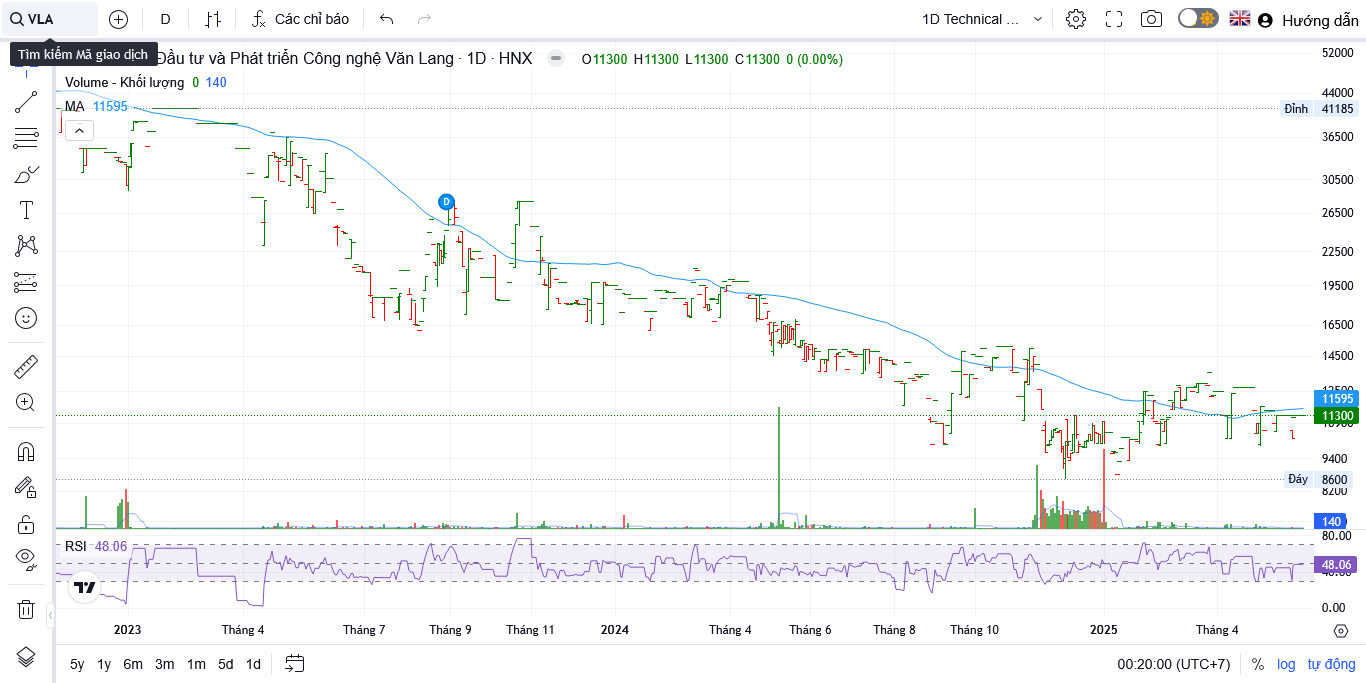 VLA
D
Các chỉ báo
1D Technical ...
Hướng dẫn
Tìm kiếm Mã giao dịch
Đầu tư và Phát triển Công nghệ Văn Lang · 1D · HNX
O11300 H11300 L11300 C11300 0 (0.00%)
Volume - Khối lượng 0 140
MA 11595
D
52000
44000
Đỉnh 41185
36500
30500
26500
22500
19500
16500
14500
11595
11300
9400
Đáy 8600
8200
140
RSI 48.06
80.00
48.06
0.00
2023
Tháng 4
Tháng 7
Tháng 9
Tháng 11
2024
Tháng 4
Tháng 6
Tháng 8
Tháng 10
2025
Tháng 4
5y 1y 6m 3m 1m 5d 1d
00:20:00 (UTC+7)
% log tự động